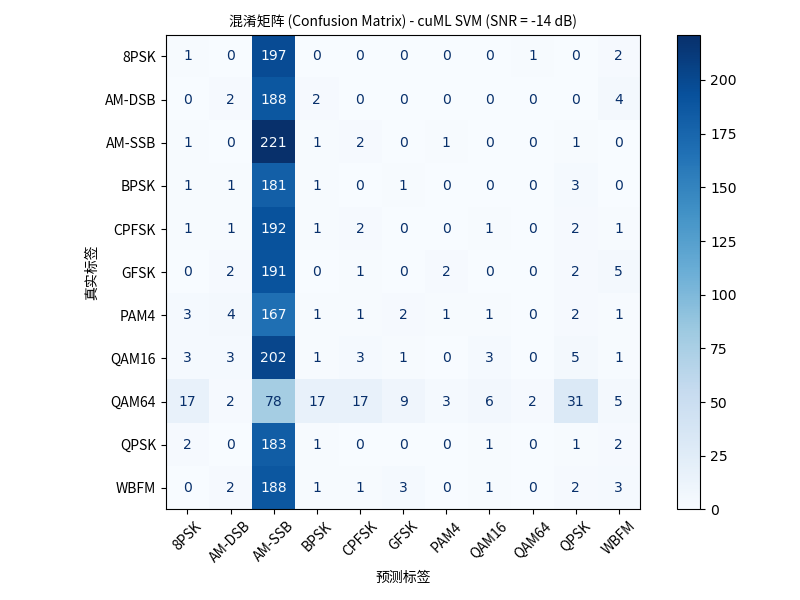 混淆矩阵 (Confusion Matrix) - cuML SVM (SNR = -14 dB)
真实标签
8PSK 1 0 197 0 0 0 0 0 1 0 2
AM-DSB 0 2 188 2 0 0 0 0 0 0 4
AM-SSB 1 0 221 1 2 0 1 0 0 1 0
BPSK 1 1 181 1 0 1 0 0 0 3 0
CPFSK 1 1 192 1 2 0 0 1 0 2 1
GFSK 0 2 191 0 1 0 2 0 0 2 5
PAM4 3 4 167 1 1 2 1 1 0 2 1
QAM16 3 3 202 1 3 1 0 3 0 5 1
QAM64 17 2 78 17 17 9 3 6 2 31 5
QPSK 2 0 183 1 0 0 0 1 0 1 2
WBFM 0 2 188 1 1 3 0 1 0 2 3
8PSK AM-DSB AM-SSB BPSK CPFSK GFSK PAM4 QAM16 QAM64 QPSK WBFM
预测标签
200
175
150
125
100
75
50
25
0